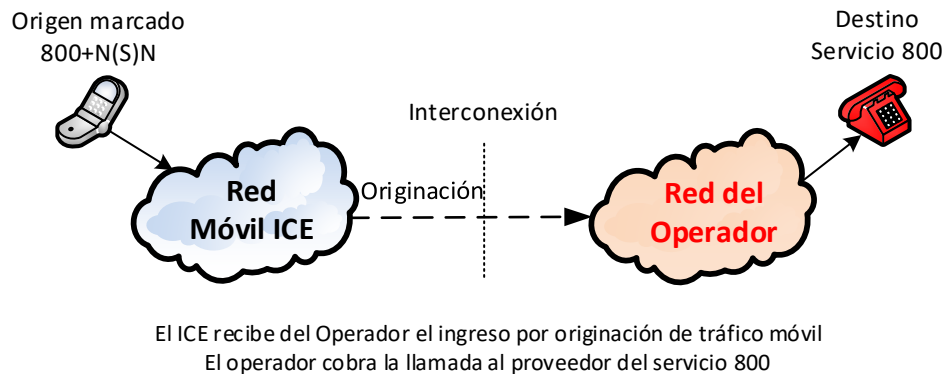 Origen marcado
800+N(S)N
Destino
Servicio 800
Interconexión
Red
Móvil ICE
Originación
Red del
Operador
El ICE recibe del Operador el ingreso por originación de tráfico móvil
El operador cobra la llamada al proveedor del servicio 800